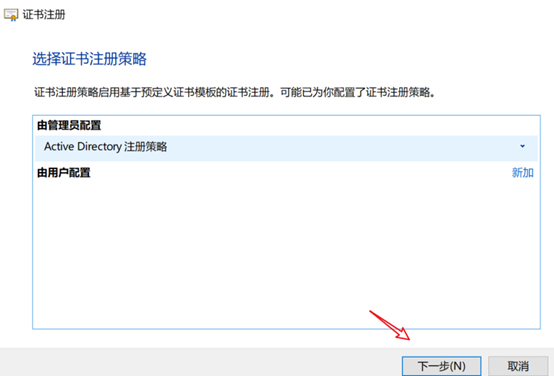 证书注册
选择证书注册策略
证书注册策略启用基于预定义证书模板的证书注册。可能已为你配置了证书注册策略。
由管理员配置
Active Directory 注册策略
由用户配置 新加
下一步(N) 取消